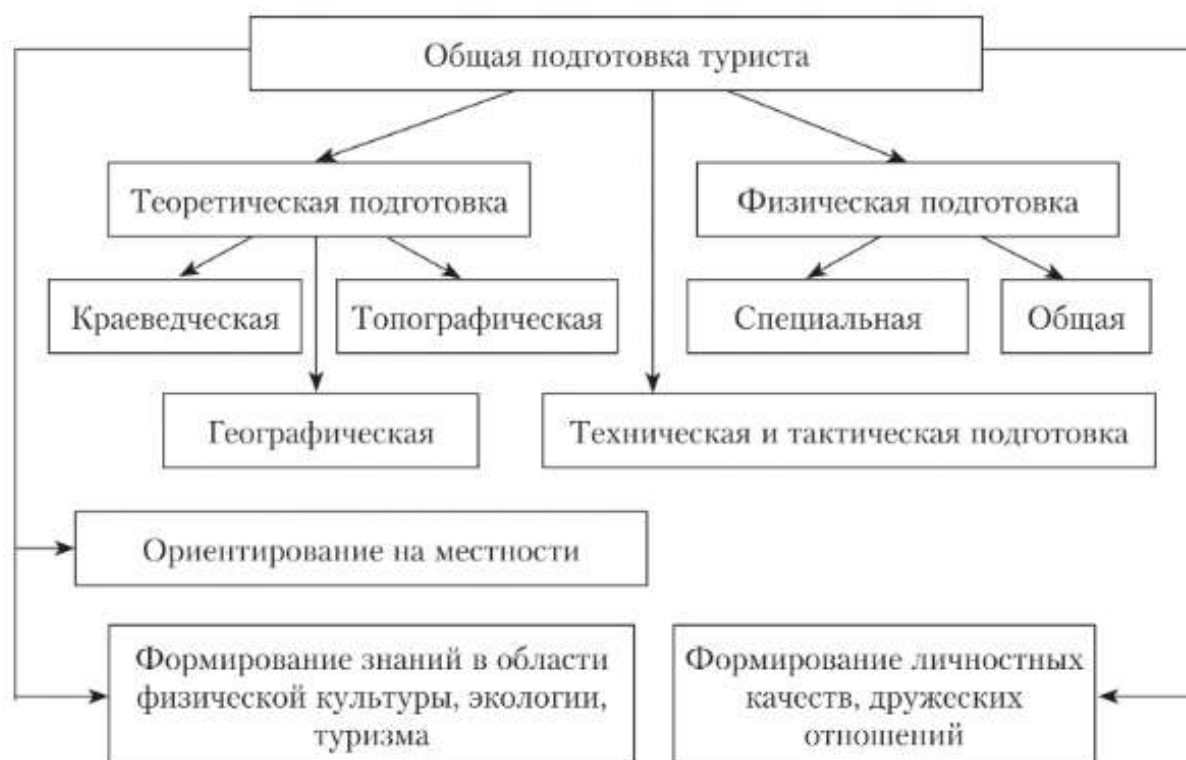 Общая подготовка туриста
Теоретическая подготовка
Физическая подготовка
Краеведческая
Топографическая
Специальная
Общая
Географическая
Техническая и тактическая подготовка
Ориентирование на местности
Формирование знаний в области
физической культуры, экологии,
туризма
Формирование личностных
качеств, дружеских
отношений